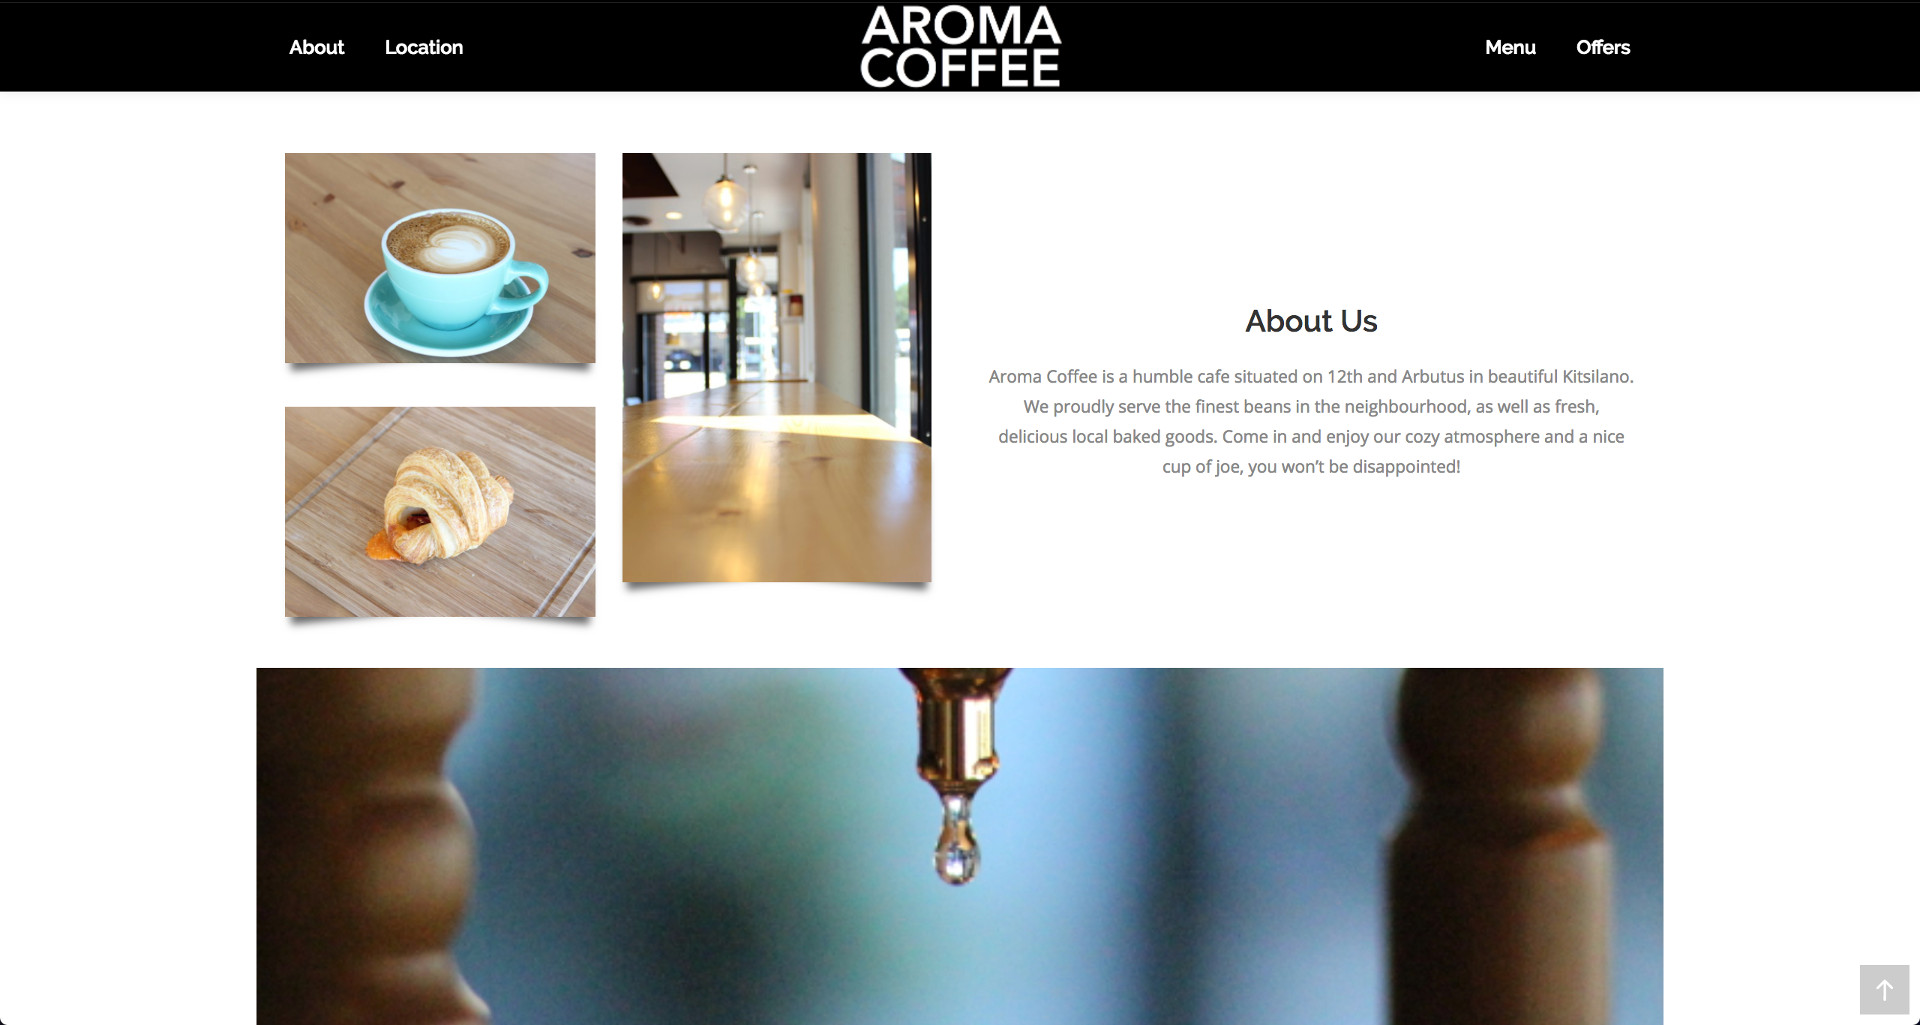 About
Location
AROMA
COFFEE
Menu
Offers
About Us
Aroma Coffee is a humble cafe situated on 12th and Arbutus in beautiful Kitsilano.
We proudly serve the finest beans in the neighbourhood, as well as fresh,
delicious local baked goods. Come in and enjoy our cozy atmosphere and a nice
cup of joe, you won’t be disappointed!